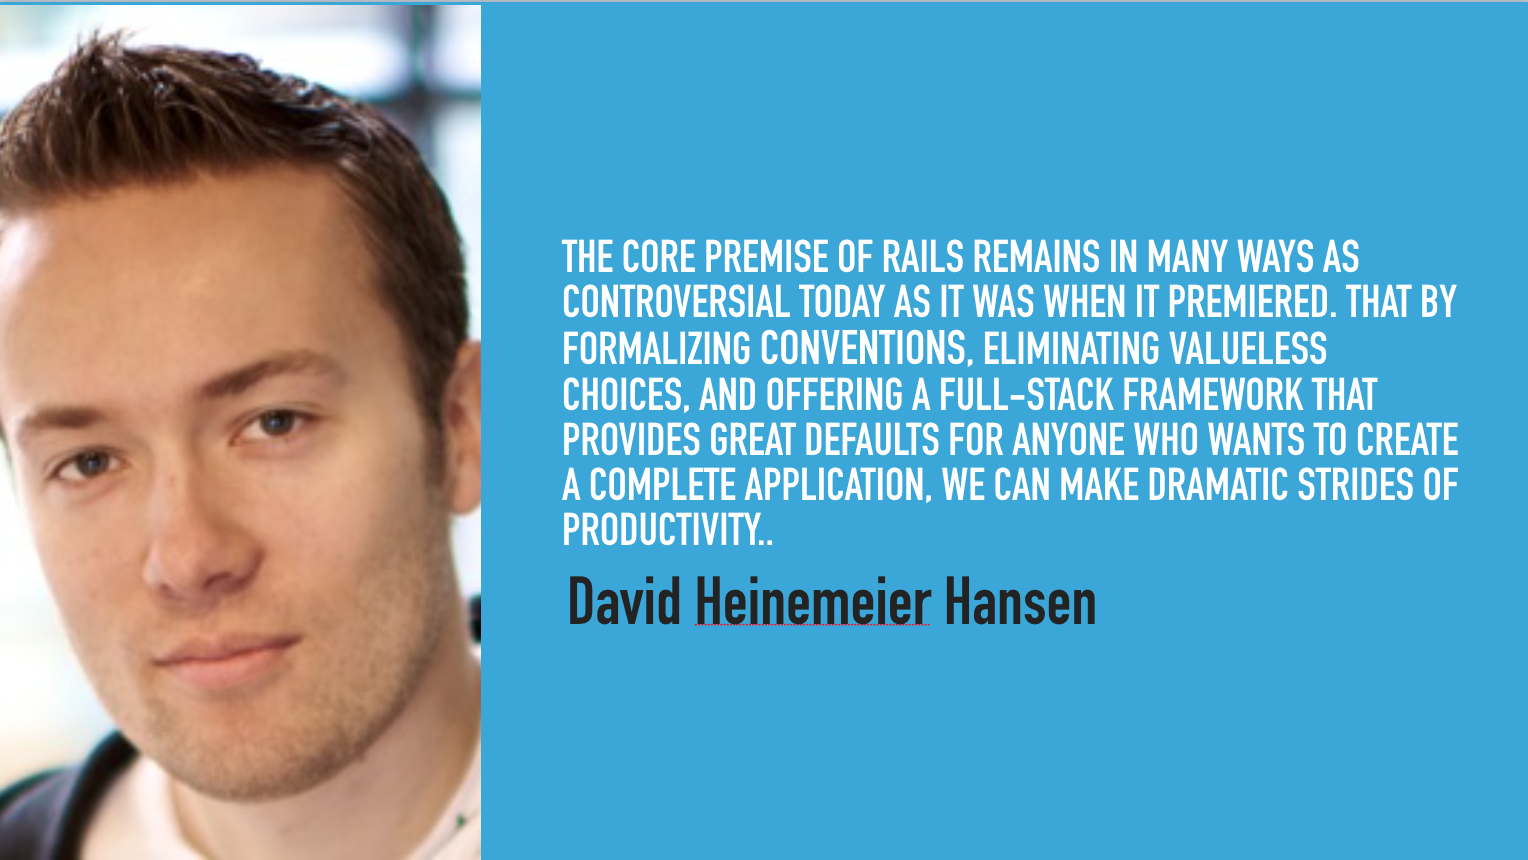 THE CORE PREMISE OF RAILS REMAINS IN MANY WAYS AS
CONTROVERSIAL TODAY AS IT WAS WHEN IT PREMIERED. THAT BY
FORMALIZING CONVENTIONS, ELIMINATING VALUELESS
CHOICES, AND OFFERING A FULL-STACK FRAMEWORK THAT
PROVIDES GREAT DEFAULTS FOR ANYONE WHO WANTS TO CREATE
A COMPLETE APPLICATION, WE CAN MAKE DRAMATIC STRIDES OF
PRODUCTIVITY..
David Heinemeier Hansen